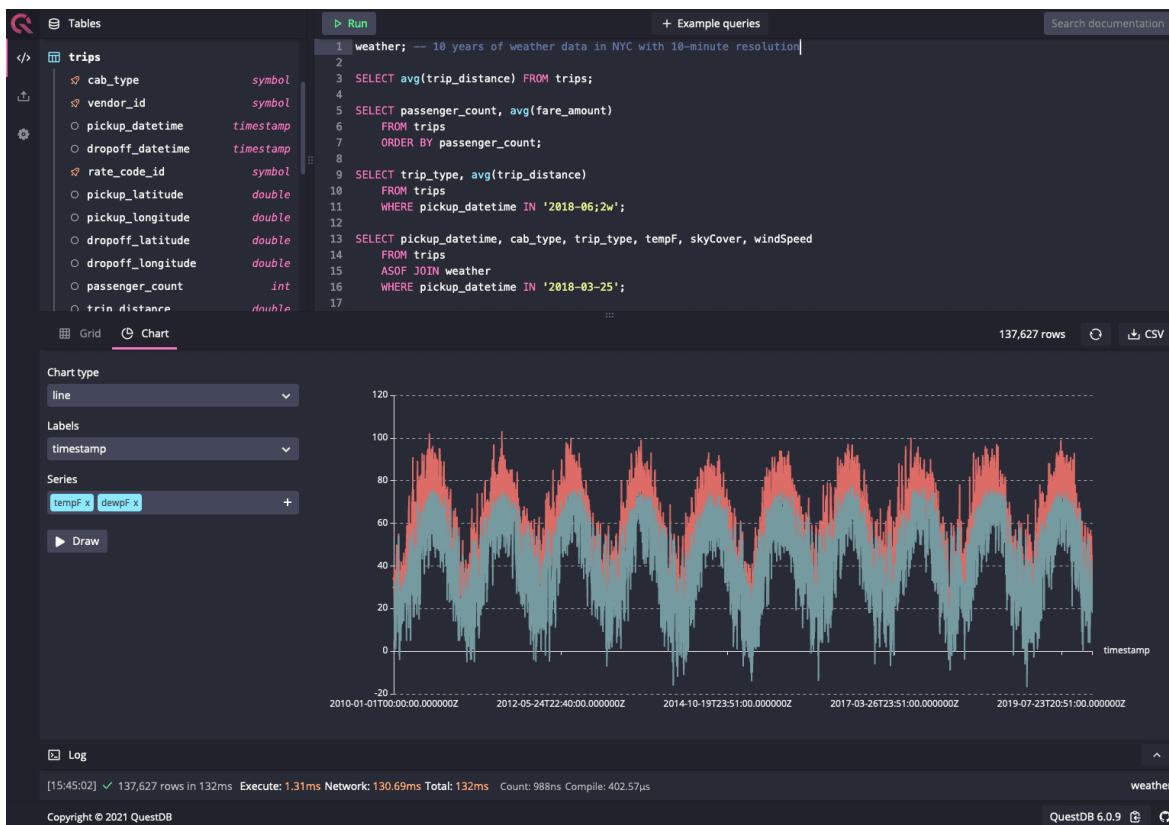 Tables
Run
+ Example queries
Search documentation
trips
cab_type symbol
vendor_id symbol
pickup_datetime timestamp
dropoff_datetime timestamp
rate_code_id symbol
pickup_latitude double
pickup_longitude double
dropoff_latitude double
dropoff_longitude double
passenger_count int
trip_distance double
1 weather; -- 10 years of weather data in NYC with 10-minute resolution
2
3 SELECT avg(trip_distance) FROM trips;
4
5 SELECT passenger_count, avg(fare_amount)
6 FROM trips
7 ORDER BY passenger_count;
8
9 SELECT trip_type, avg(trip_distance)
10 FROM trips
11 WHERE pickup_datetime IN '2018-06;2w';
12
13 SELECT pickup_datetime, cab_type, trip_type, tempF, skyCover, windSpeed
14 FROM trips
15 ASOF JOIN weather
16 WHERE pickup_datetime IN '2018-03-25';
17
Grid
Chart
137,627 rows
CSV
Chart type
line
Labels
timestamp
Series
tempF x dewpF x +
Draw
120
100
80
60
40
20
0
-20
timestamp
2010-01-01T00:00:00.000000Z 2012-05-24T22:40:00.000000Z 2014-10-19T23:51:00.000000Z 2017-03-26T23:51:00.000000Z 2019-07-23T20:51:00.000000Z
Log
[15:45:02] ✓ 137,627 rows in 132ms Execute: 1.31ms Network: 130.69ms Total: 132ms Count: 988ns Compile: 402.57µs
weather
Copyright © 2021 QuestDB
QuestDB 6.0.9